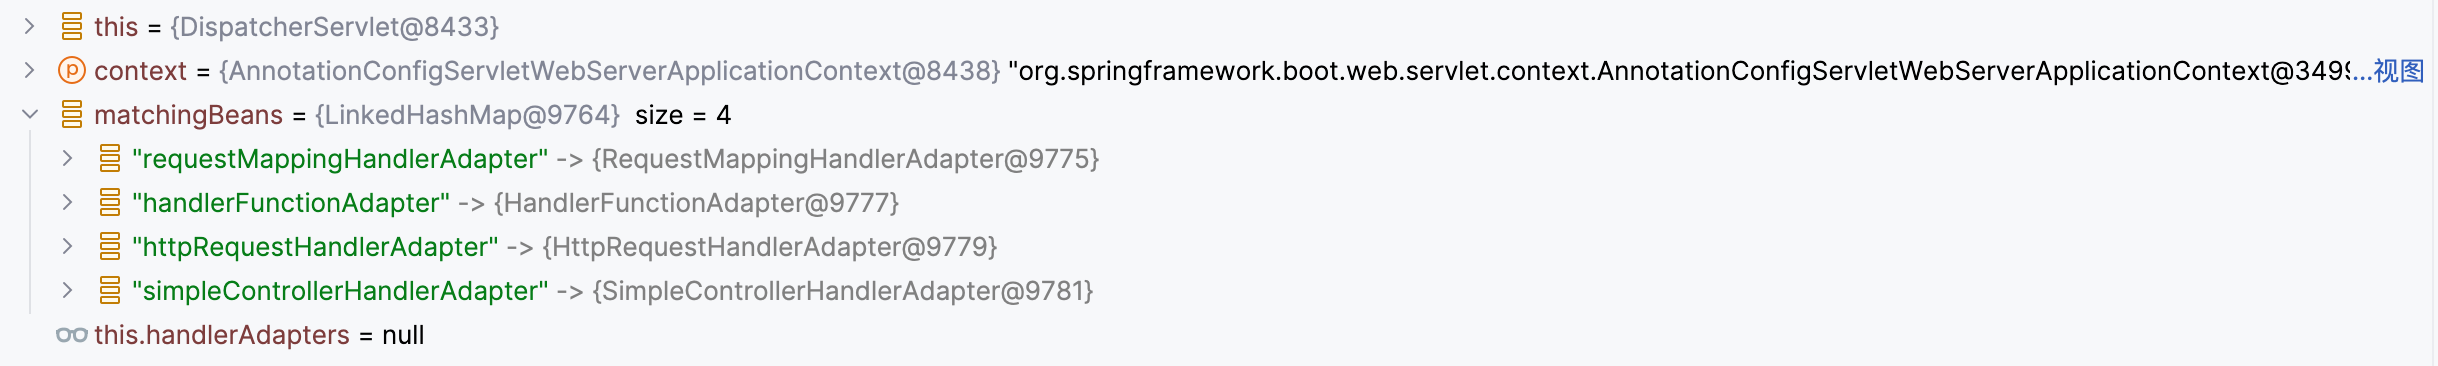 this = {DispatcherServlet@8433}
context = {AnnotationConfigServletWebServerApplicationContext@8438} "org.springframework.boot.web.servlet.context.AnnotationConfigServletWebServerApplicationContext@349...视图
matchingBeans = {LinkedHashMap@9764} size = 4
"requestMappingHandlerAdapter" -> {RequestMappingHandlerAdapter@9775}
"handlerFunctionAdapter" -> {HandlerFunctionAdapter@9777}
"httpRequestHandlerAdapter" -> {HttpRequestHandlerAdapter@9779}
"simpleControllerHandlerAdapter" -> {SimpleControllerHandlerAdapter@9781}
this.handlerAdapters = null